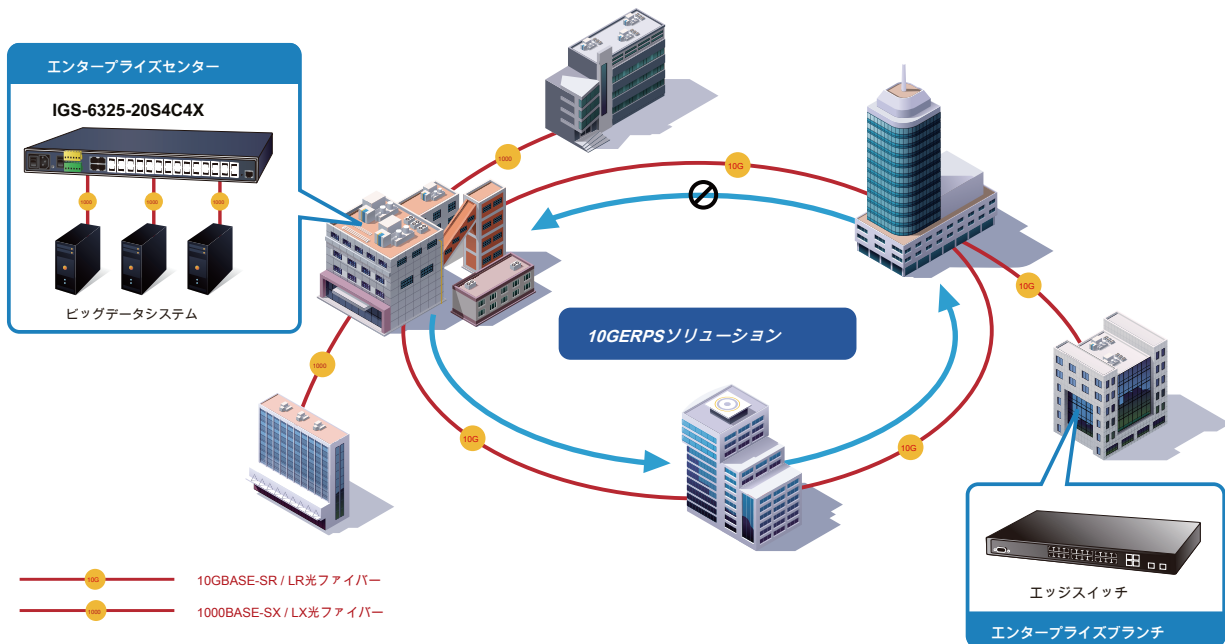 エンタープライズセンター
IGS-6325-20S4C4X
1000
1000
1000
ビッグデータシステム
1000
10G
10G
10GERPSソリューション
1000
10G
10G
10G
10GBASE-SR / LR光ファイバー
1000
1000BASE-SX / LX光ファイバー
エッジスイッチ
エンタープライズブランチ